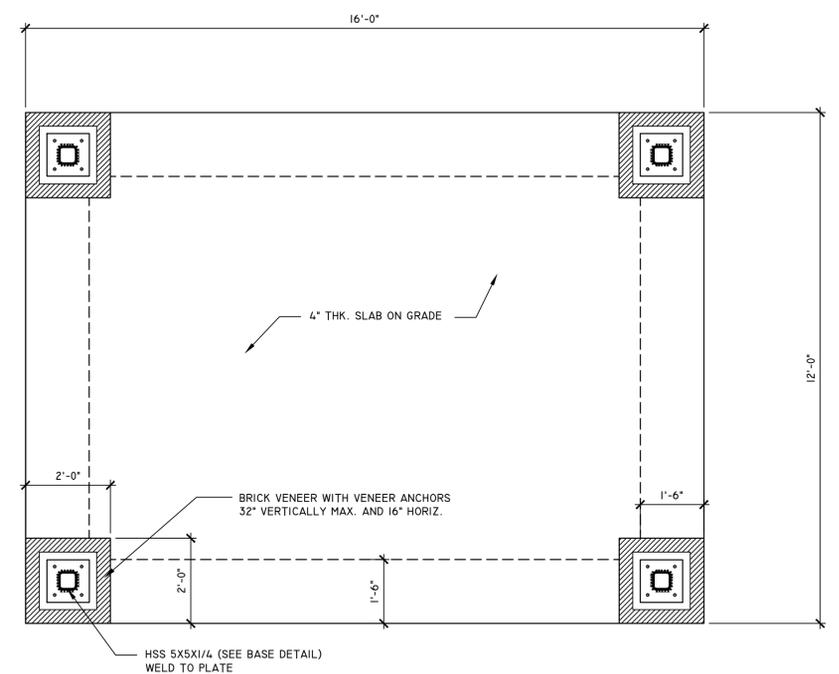 16'-0"
4" THK. SLAB ON GRADE
12'-0"
2'-0"
1'-6"
BRICK VENEER WITH VENEER ANCHORS
32" VERTICALLY MAX. AND 16" HORIZ.
2'-0"
1'-6"
HSS 5X5X1/4 (SEE BASE DETAIL)
WELD TO PLATE